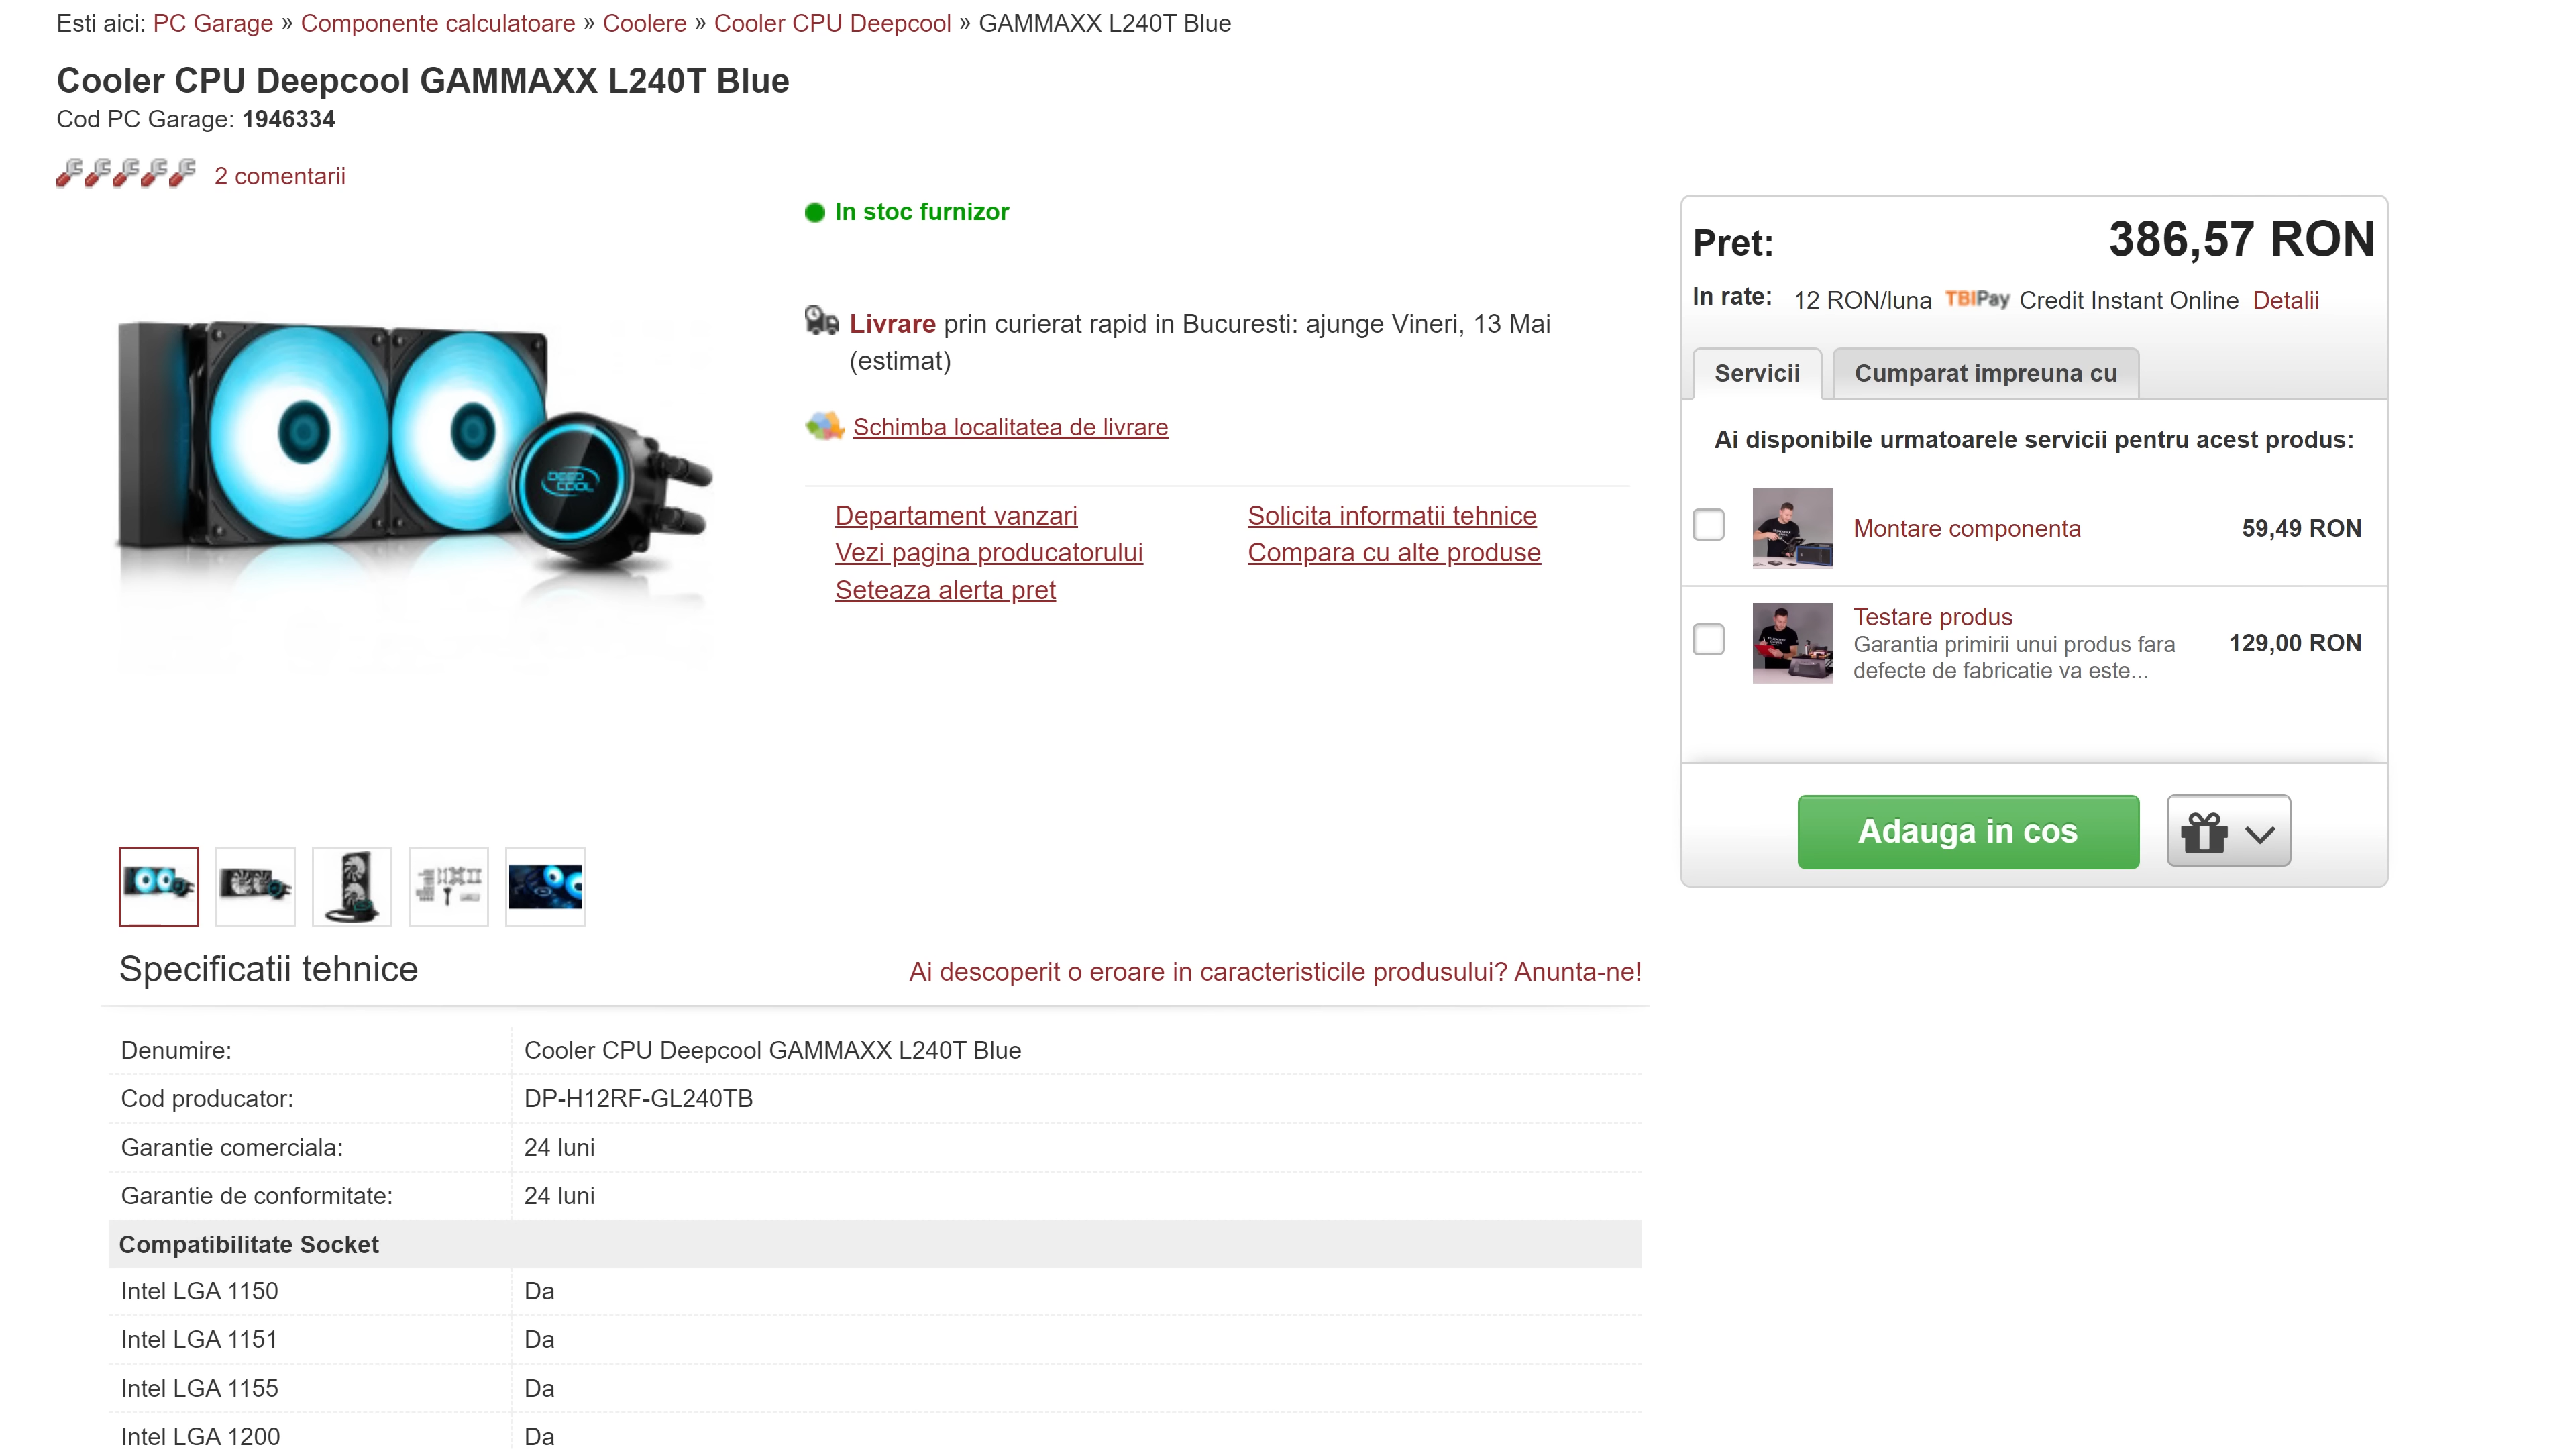 Esti aici: PC Garage » Componente calculatoare » Coolere » Cooler CPU Deepcool » GAMMAXX L240T Blue
Cooler CPU Deepcool GAMMAXX L240T Blue
Cod PC Garage: 1946334
2 comentarii
In stoc furnizor
Livrare prin curierat rapid in Bucuresti: ajunge Vineri, 13 Mai
(estimat)
Schimba localitatea de livrare
Departament vanzari
Solicita informatii tehnice
Vezi pagina producatorului
Compara cu alte produse
Seteaza alerta pret
DEEP
COOL
Pret: 386,57 RON
In rate: 12 RON/luna TBIPay Credit Instant Online Detalii
Servicii
Cumparat impreuna cu
Ai disponibile urmatoarele servicii pentru acest produs:
Montare componenta 59,49 RON
Testare produs
Garantia primirii unui produs fara
defecte de fabricatie va este...
129,00 RON
Adauga in cos
Specificatii tehnice
Ai descoperit o eroare in caracteristicile produsului? Anunta-ne!
Denumire: Cooler CPU Deepcool GAMMAXX L240T Blue
Cod producator: DP-H12RF-GL240TB
Garantie comerciala: 24 luni
Garantie de conformitate: 24 luni
Compatibilitate Socket
Intel LGA 1150 Da
Intel LGA 1151 Da
Intel LGA 1155 Da
Intel LGA 1200 Da